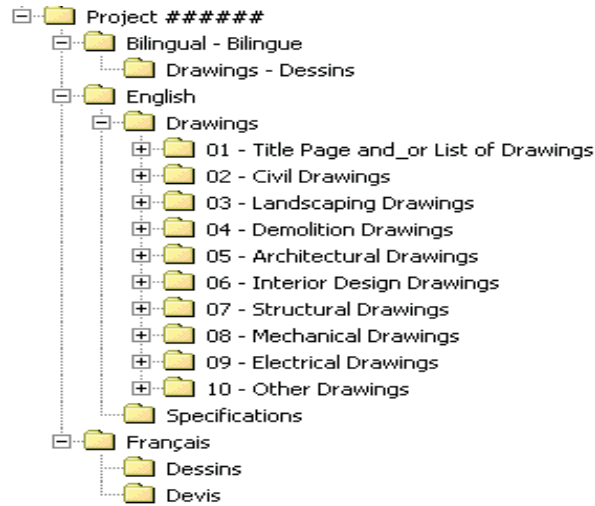 Project ######
Bilingual - Bilingue
Drawings - Dessins
English
Drawings
01 - Title Page and_or List of Drawings
02 - Civil Drawings
03 - Landscaping Drawings
04 - Demolition Drawings
05 - Architectural Drawings
06 - Interior Design Drawings
07 - Structural Drawings
08 - Mechanical Drawings
09 - Electrical Drawings
10 - Other Drawings
Specifications
Français
Dessins
Devis